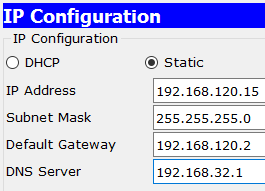 IP Configuration
IP Configuration
DHCP Static
IP Address 192.168.120.15
Subnet Mask 255.255.255.0
Default Gateway 192.168.120.2
DNS Server 192.168.32.1